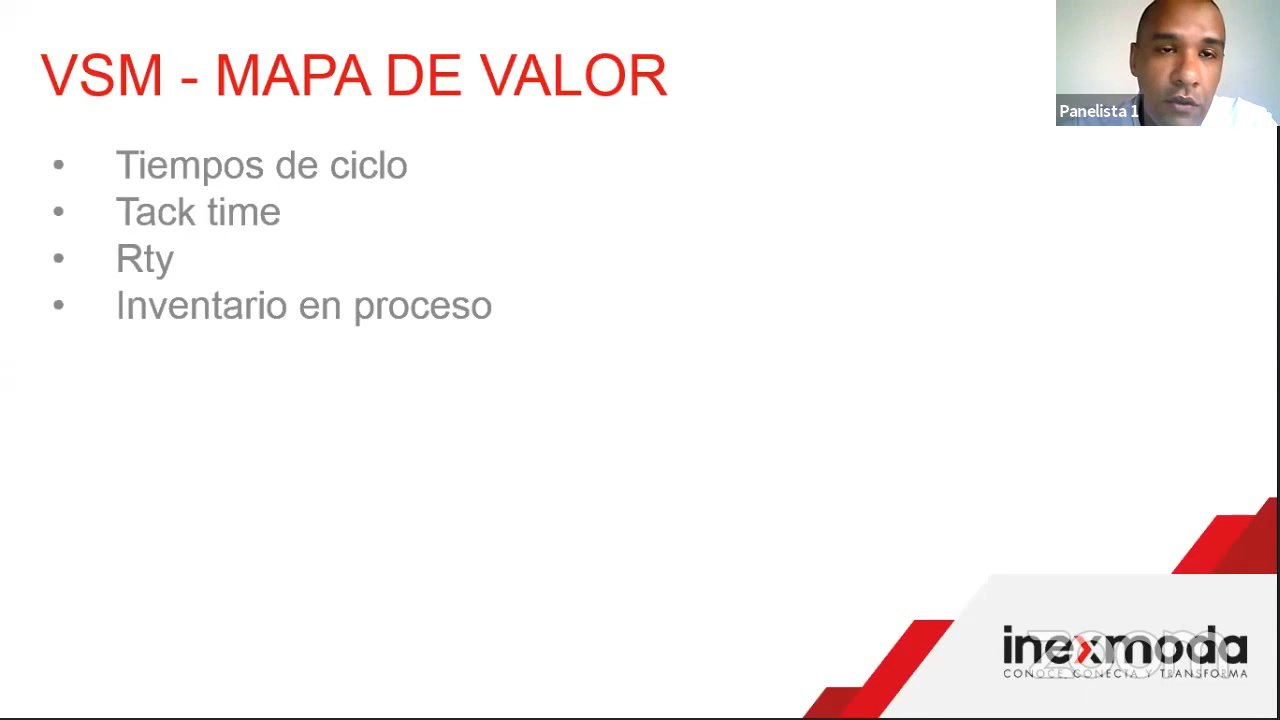 VSM - MAPA DE VALOR
Panelista 1
• Tiempos de ciclo
• Tack time
• Rty
• Inventario en proceso
inexmoda
zoom
CONOCE, CONECTA Y TRANSFORMA